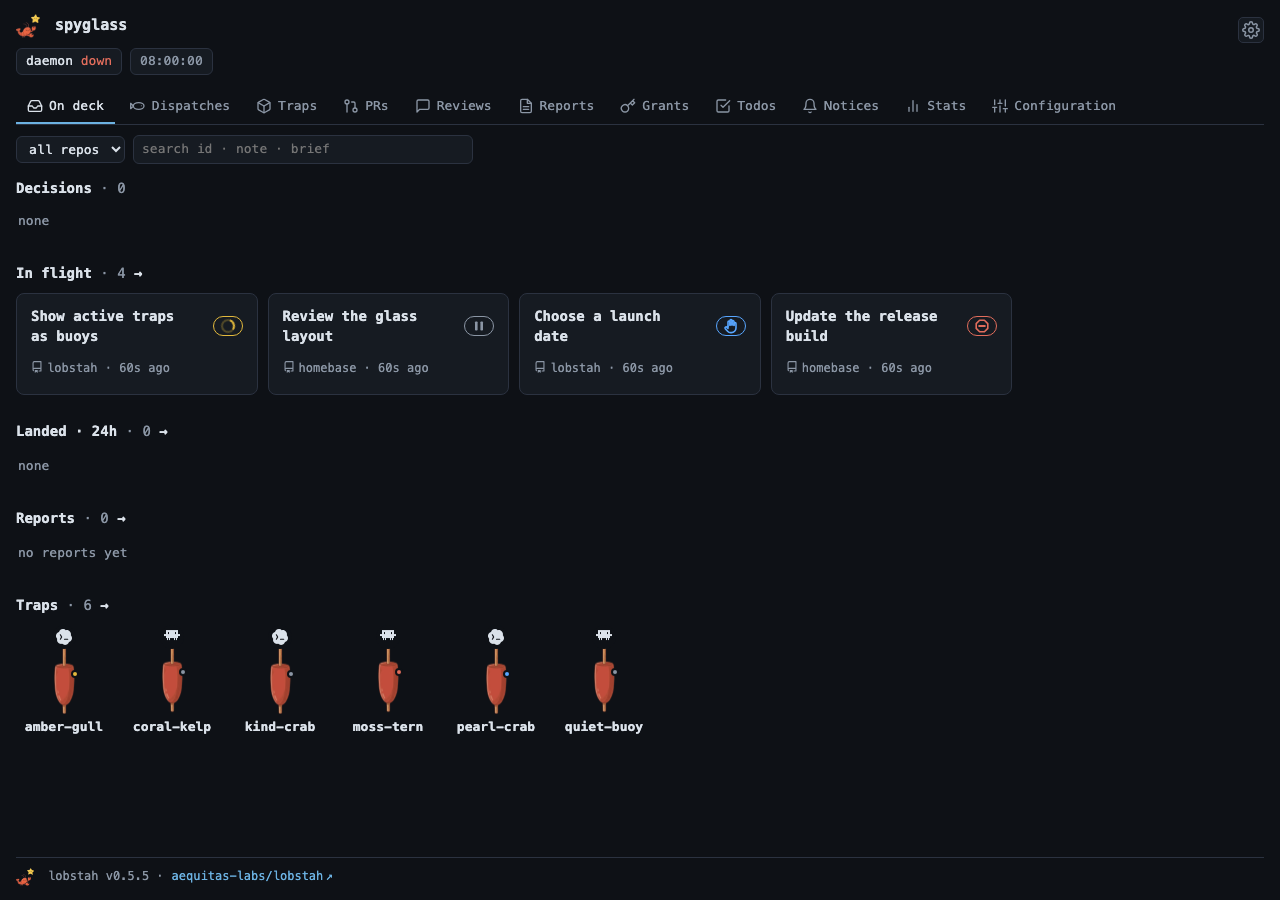 spyglass
daemon down 08:00:00
On deck Dispatches Traps PRs Reviews Reports Grants Todos Notices Stats Configuration
all repos search id · note · brief
Decisions · 0
none
In flight · 4 →
Show active traps as buoys
lobstah · 60s ago
Review the glass layout
homebase · 60s ago
Choose a launch date
lobstah · 60s ago
Update the release build
homebase · 60s ago
Landed · 24h · 0 →
none
Reports · 0 →
no reports yet
Traps · 6 →
amber-gull coral-kelp kind-crab moss-tern pearl-crab quiet-buoy
lobstah v0.5.5 · aequitas-labs/lobstah↗